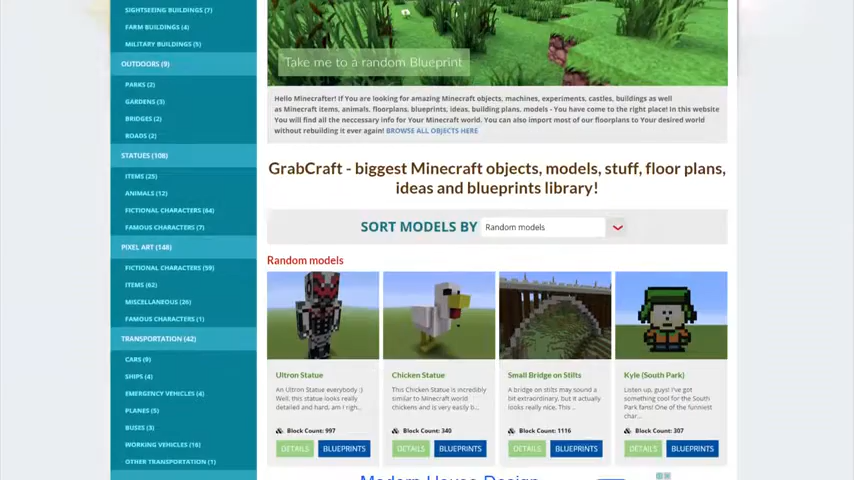 SIGHTSEEING BUILDINGS (7)
FARM BUILDINGS (4)
MILITARY BUILDINGS (5)
OUTDOORS (9)
PARKS (2)
GARDENS (3)
BRIDGES (2)
ROADS (2)
STATUES (108)
ITEMS (25)
ANIMALS (12)
FICTIONAL CHARACTERS (64)
FAMOUS CHARACTERS (7)
PIXEL ART (148)
FICTIONAL CHARACTERS (59)
ITEMS (62)
MISCELLANEOUS (26)
FAMOUS CHARACTERS (1)
TRANSPORTATION (42)
CARS (9)
SHIPS (4)
EMERGENCY VEHICLES (4)
PLANES (5)
BUSES (3)
WORKING VEHICLES (16)
OTHER TRANSPORTATION (1)
Take me to a random Blueprint
Hello Minecrafter! If You are looking for amazing Minecraft objects, machines, experiments, castles, buildings as well
as Minecraft items, animals, floorplans, blueprints, ideas, building plans, models - You have come to the right place! In this website
You will find all the neccessary info for Your Minecraft world. You can also import most of our floorplans to Your desired world
without rebuilding it ever again! BROWSE ALL OBJECTS HERE
GrabCraft - biggest Minecraft objects, models, stuff, floor plans,
ideas and blueprints library!
SORT MODELS BY Random models
Random models
Ultron Statue
An Ultron Statue everybody :)
Well, this statue looks really
detailed and hard, am I righ...
Block Count: 997
DETAILS BLUEPRINTS
Chicken Statue
This Chicken Statue is incredibly
similar to Minecraft world
chickens and is very easily b...
Block Count: 340
DETAILS BLUEPRINTS
Small Bridge on Stilts
A bridge on stilts may sound a
bit extraordinary, but it actually
looks really nice. This ...
Block Count: 1116
DETAILS BLUEPRINTS
Kyle (South Park)
Listen up, guys! I've got
something cool for the South
Park fans! One of the funniest
char...
Block Count: 307
DETAILS BLUEPRINTS
Modern House Design